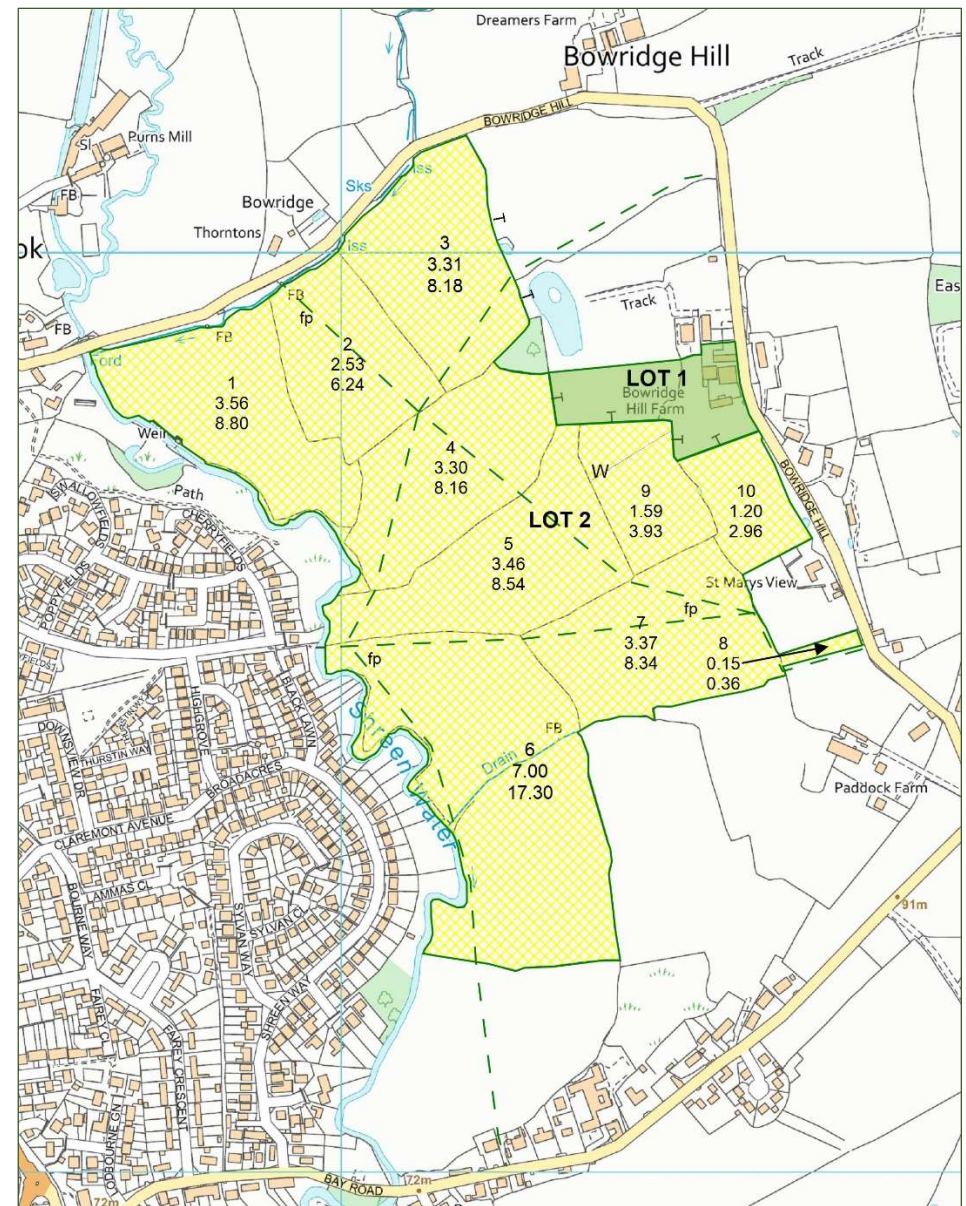 Dreamers Farm
Bowridge Hill
Track
BOWRIDGE HILL
Purns Mill
FB
Iss
Sks
Bowridge
Thorntons
Iss
3
3.31
8.18
FB
fp
FB
FB
Track
Eas
Ford
2
2.53
6.24
1
3.56
8.80
LOT 1
Bowridge
Hill Farm
Weir
Path
4
3.30
8.16
W
9
1.59
3.93
10
1.20
2.96
BOWRIDGE HILL
LOT 2
5
3.46
8.54
SWALLOWFIELDS
CHERRYFIELDS
POPPYFIELDS
St Marys View
fp
7
3.37
8.34
8
0.15
0.36
fp
HIGHGROVE
BLACK LAWN
THURSTIN WAY
DOWNSVIEW DR
BROADACRES
CLAREMONT AVENUE
Shreen Water
FB
Drain
6
7.00
17.30
Paddock Farm
91m
LAMMAS CL
BOURNE WAY
SYLVAN CL
SYLVAN WAY
SHREEN WAY
FAIREY CL
FAIREY CRESCENT
BAY ROAD
72m
72m